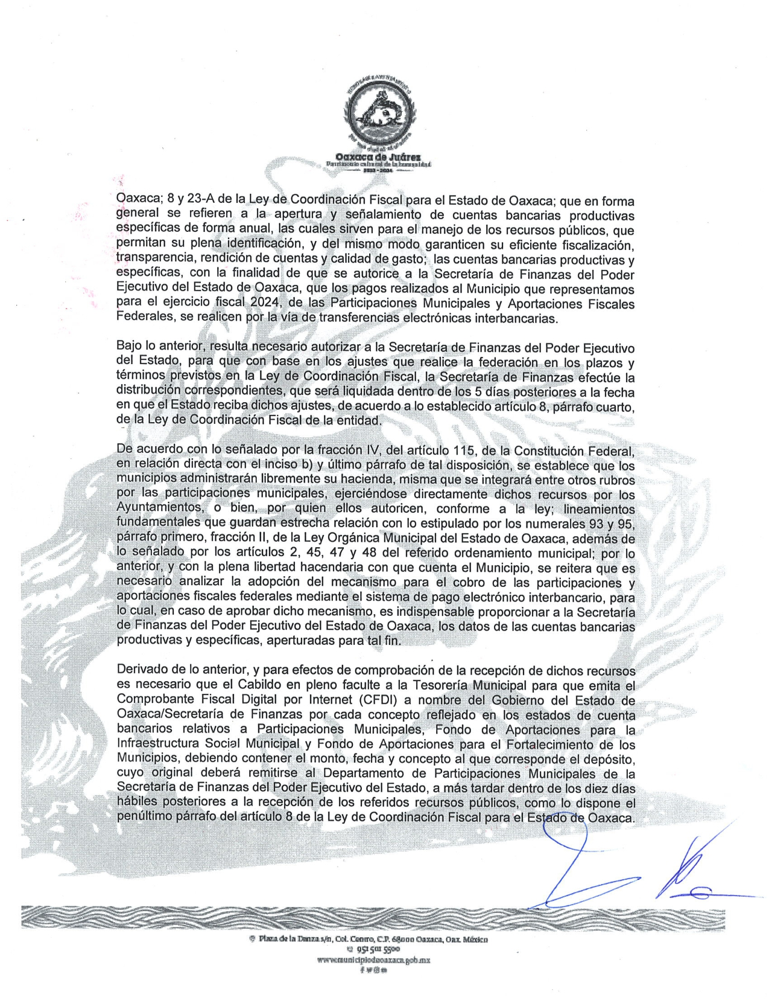 Oaxaca de Juárez
Patrimonio cultural de la humanidad
2022 - 2024
Oaxaca; 8 y 23-A de la Ley de Coordinación Fiscal para el Estado de Oaxaca; que en forma
general se refieren a la apertura y señalamiento de cuentas bancarias productivas
específicas de forma anual, las cuales sirven para el manejo de los recursos públicos, que
permitan su plena identificación, y del mismo modo garanticen su eficiente fiscalización,
transparencia, rendición de cuentas y calidad de gasto; las cuentas bancarias productivas y
específicas, con la finalidad de que se autorice a la Secretaría de Finanzas del Poder
Ejecutivo del Estado de Oaxaca, que los pagos realizados al Municipio que representamos
para el ejercicio fiscal 2024, de las Participaciones Municipales y Aportaciones Fiscales
Federales, se realicen por la vía de transferencias electrónicas interbancarias.
Bajo lo anterior, resulta necesario autorizar a la Secretaría de Finanzas del Poder Ejecutivo
del Estado, para que con base en los ajustes que realice la federación en los plazos y
términos previstos en la Ley de Coordinación Fiscal, la Secretaría de Finanzas efectúe la
distribución correspondientes, que será liquidada dentro de los 5 días posteriores a la fecha
en que el Estado reciba dichos ajustes, de acuerdo a lo establecido artículo 8, párrafo cuarto,
de la Ley de Coordinación Fiscal de la entidad.
De acuerdo con lo señalado por la fracción IV, del artículo 115, de la Constitución Federal,
en relación directa con el inciso b) y último párrafo de tal disposición, se establece que los
municipios administrarán libremente su hacienda, misma que se integrará entre otros rubros
por las participaciones municipales, ejerciéndose directamente dichos recursos por los
Ayuntamientos, o bien, por quien ellos autoricen, conforme a la ley; lineamientos
fundamentales que guardan estrecha relación con lo estipulado por los numerales 93 y 95,
párrafo primero, fracción II, de la Ley Orgánica Municipal del Estado de Oaxaca, además de
lo señalado por los artículos 2, 45, 47 y 48 del referido ordenamiento municipal; por lo
anterior, y con la plena libertad hacendaria con que cuenta el Municipio, se reitera que es
necesario analizar la adopción del mecanismo para el cobro de las participaciones y
aportaciones fiscales federales mediante el sistema de pago electrónico interbancario, para
lo cual, en caso de aprobar dicho mecanismo, es indispensable proporcionar a la Secretaría
de Finanzas del Poder Ejecutivo del Estado de Oaxaca, los datos de las cuentas bancarias
productivas y específicas, aperturadas para tal fin.
Derivado de lo anterior, y para efectos de comprobación de la recepción de dichos recursos
es necesario que el Cabildo en pleno faculte a la Tesorería Municipal para que emita el
Comprobante Fiscal Digital por Internet (CFDI) a nombre del Gobierno del Estado de
Oaxaca/Secretaría de Finanzas por cada concepto reflejado en los estados de cuenta
bancarios relativos a Participaciones Municipales, Fondo de Aportaciones para la
Infraestructura Social Municipal y Fondo de Aportaciones para el Fortalecimiento de los
Municipios, debiendo contener el monto, fecha y concepto al que corresponde el depósito,
cuyo original deberá remitirse al Departamento de Participaciones Municipales de la
Secretaría de Finanzas del Poder Ejecutivo del Estado, a más tardar dentro de los diez días
hábiles posteriores a la recepción de los referidos recursos públicos, como lo dispone el
penúltimo párrafo del artículo 8 de la Ley de Coordinación Fiscal para el Estado de Oaxaca.
Plaza de la Danza s/n, Col. Centro, C.P. 68000 Oaxaca, Oax. México
951 501 5500
www.municipiodeoaxaca.gob.mx